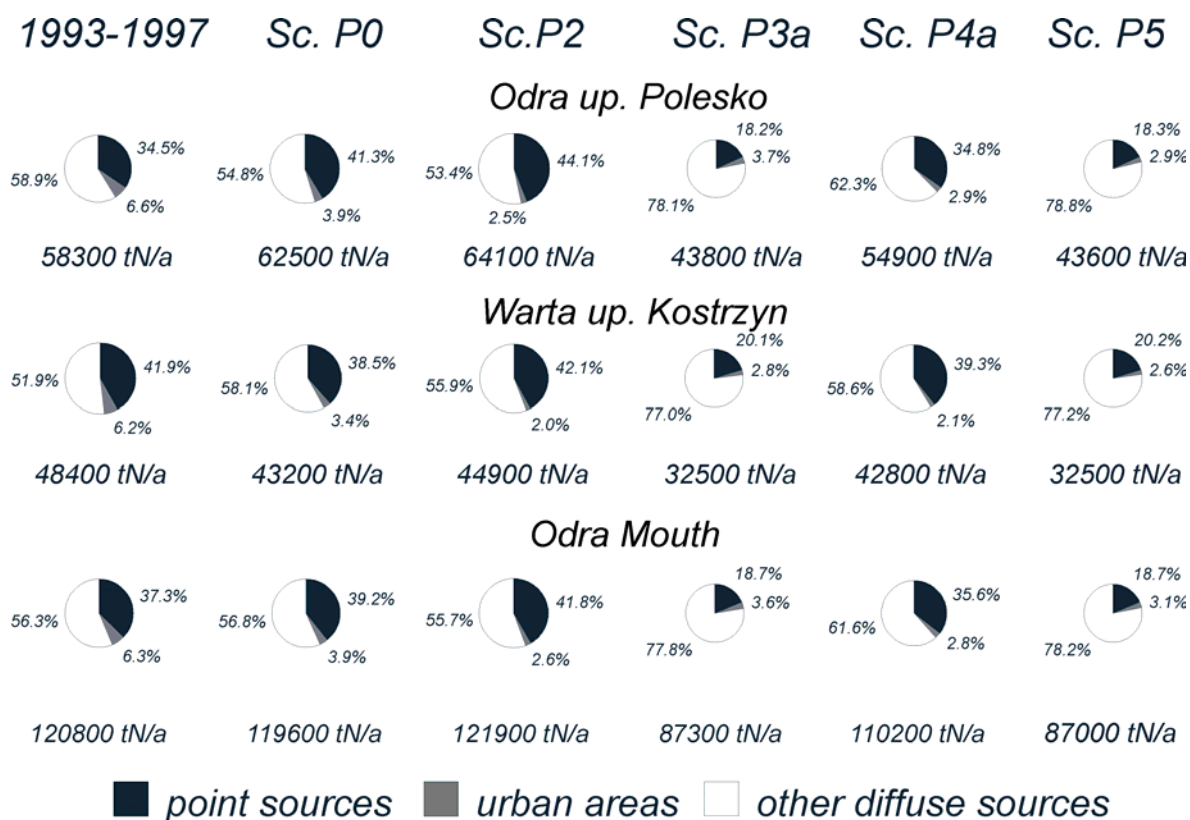 1993-1997 Sc. P0 Sc.P2 Sc. P3a Sc. P4a Sc. P5
Odra up. Polesko
34.5% 58.9% 6.6% 41.3% 54.8% 3.9% 44.1% 53.4% 2.5% 18.2% 3.7% 78.1% 34.8% 62.3% 2.9% 18.3% 2.9% 78.8%
58300 tN/a 62500 tN/a 64100 tN/a 43800 tN/a 54900 tN/a 43600 tN/a
Warta up. Kostrzyn
41.9% 51.9% 6.2% 38.5% 58.1% 3.4% 42.1% 55.9% 2.0% 20.1% 2.8% 77.0% 39.3% 58.6% 2.1% 20.2% 2.6% 77.2%
48400 tN/a 43200 tN/a 44900 tN/a 32500 tN/a 42800 tN/a 32500 tN/a
Odra Mouth
37.3% 56.3% 6.3% 39.2% 56.8% 3.9% 41.8% 55.7% 2.6% 18.7% 3.6% 77.8% 35.6% 61.6% 2.8% 18.7% 3.1% 78.2%
120800 tN/a 119600 tN/a 121900 tN/a 87300 tN/a 110200 tN/a 87000 tN/a
point sources urban areas other diffuse sources